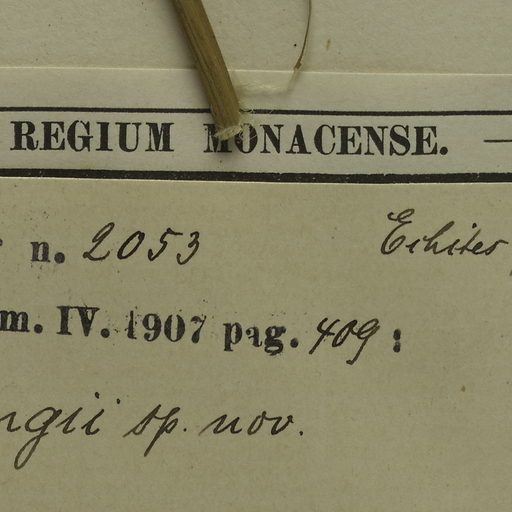 REGIUM MONACENSE. —
n. 2053 Echites
m. IV. 1907 pag. 409 :
ngii sp. nov.